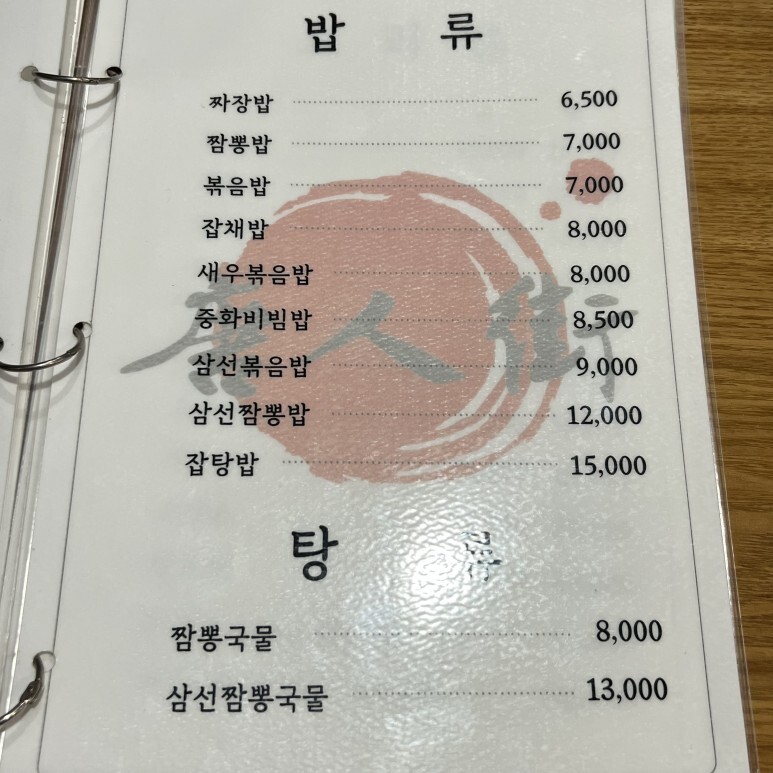 밥 류
짜장밥 6,500
짬뽕밥 7,000
볶음밥 7,000
잡채밥 8,000
새우볶음밥 8,000
중화비빔밥 8,500
삼선볶음밥 9,000
삼선짬뽕밥 12,000
잡탕밥 15,000
唐人街
탕 류
짬뽕국물 8,000
삼선짬뽕국물 13,000